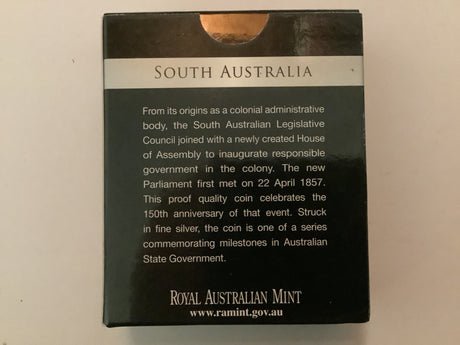 SOUTH AUSTRALIA
From its origins as a colonial administrative
body, the South Australian Legislative
Council joined with a newly created House
of Assembly to inaugurate responsible
government in the colony. The new
Parliament first met on 22 April 1857.
This proof quality coin celebrates the
150th anniversary of that event. Struck
in fine silver, the coin is one of a series
commemorating milestones in Australian
State Government.
ROYAL AUSTRALIAN MINT
www.ramint.gov.au